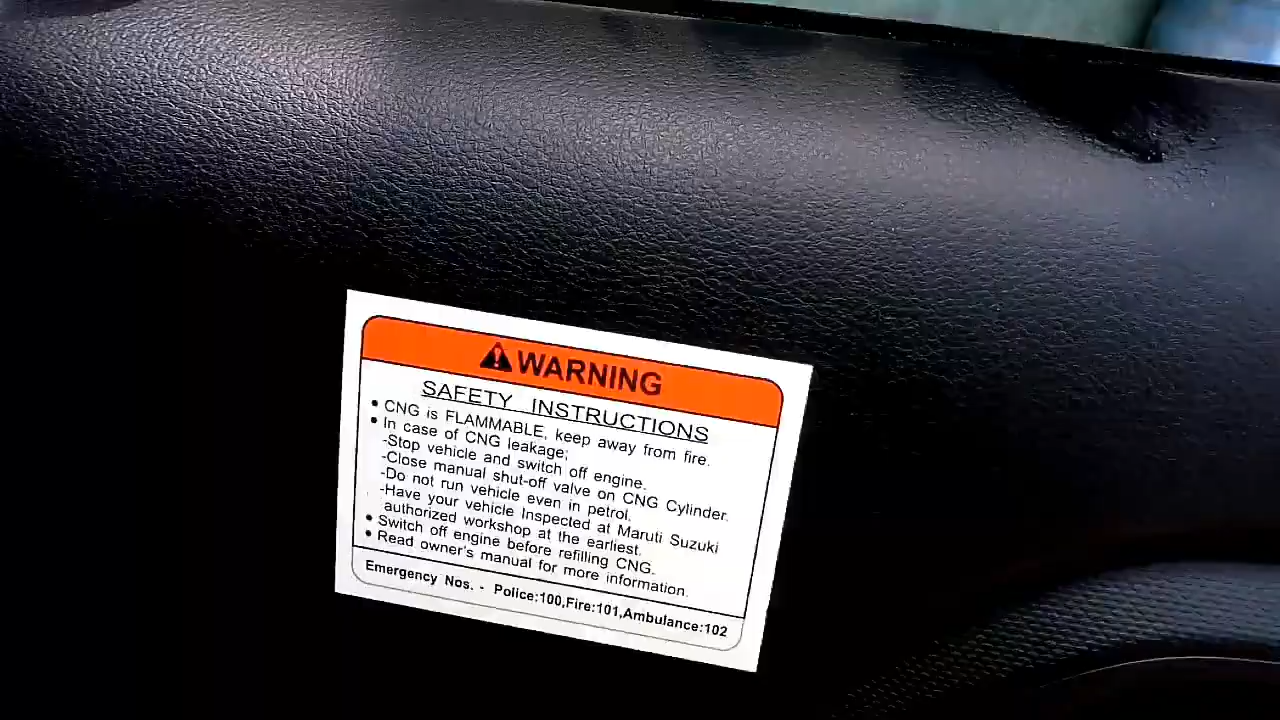 WARNING
SAFETY INSTRUCTIONS
• CNG is FLAMMABLE, keep away from fire.
• In case of CNG leakage;
-Stop vehicle and switch off engine.
-Close manual shut-off valve on CNG Cylinder.
-Do not run vehicle even in petrol.
-Have your vehicle Inspected at Maruti Suzuki
authorized workshop at the earliest.
• Switch off engine before refilling CNG.
• Read owner's manual for more information.
Emergency Nos. - Police:100,Fire:101,Ambulance:102